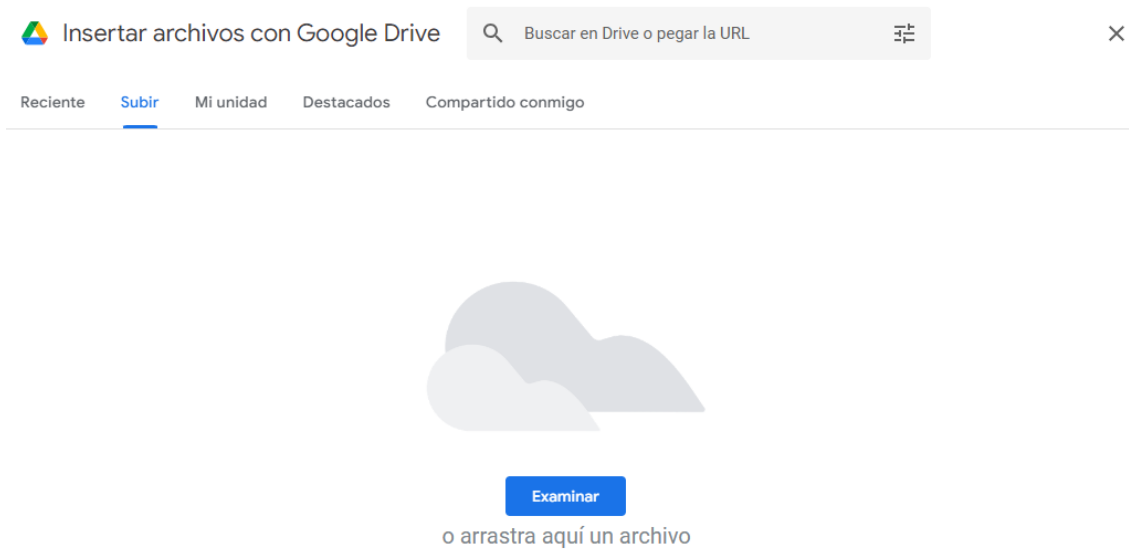 Insertar archivos con Google Drive
Buscar en Drive o pegar la URL
Reciente Subir Mi unidad Destacados Compartido conmigo
Examinar
o arrastra aquí un archivo